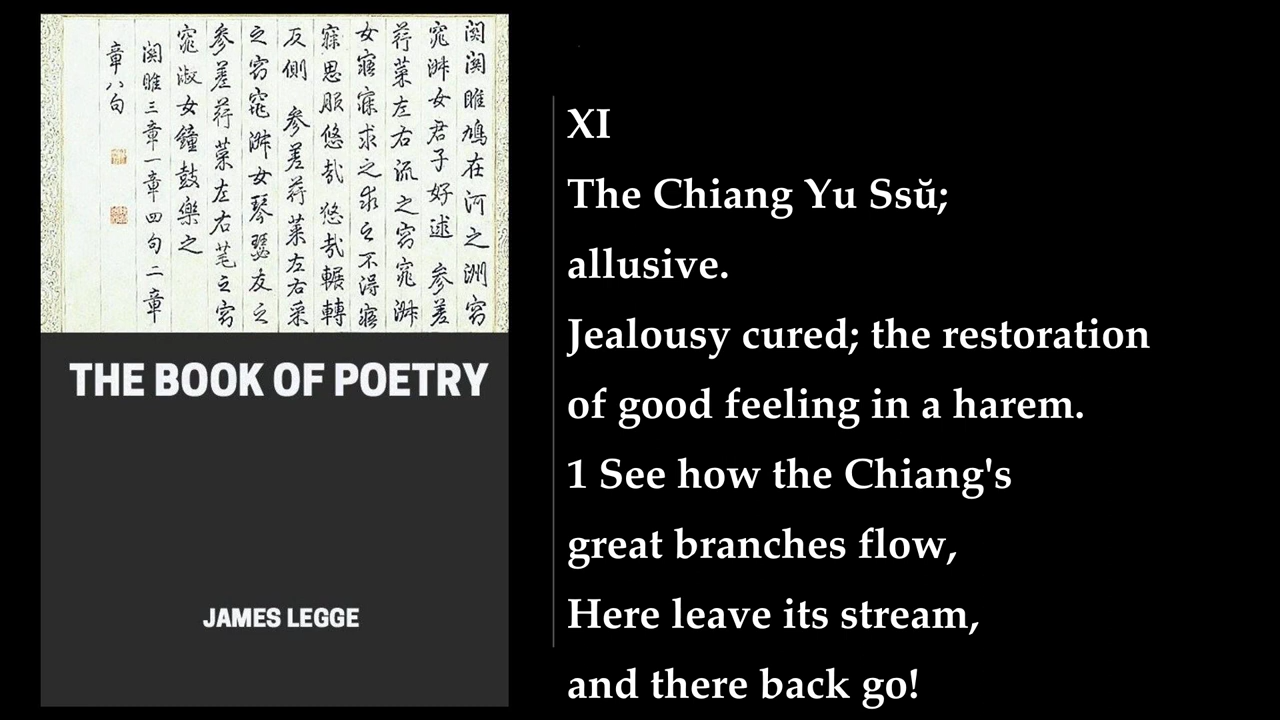 關關雎鳩在河之洲窈
窕淑女君子好逑 參差
荇菜左右流之窈窕淑
女寤寐求之求之不得寤
寐思服悠哉悠哉輾轉
反側 參差荇菜左右采
之窈窕淑女琴瑟友之
參差荇菜左右芼之窈
窕淑女鐘鼓樂之
關雎三章一章四句二章
章八句
THE BOOK OF POETRY
JAMES LEGGE
XI
The Chiang Yu Ssŭ;
allusive.
Jealousy cured; the restoration
of good feeling in a harem.
1 See how the Chiang's
great branches flow,
Here leave its stream,
and there back go!